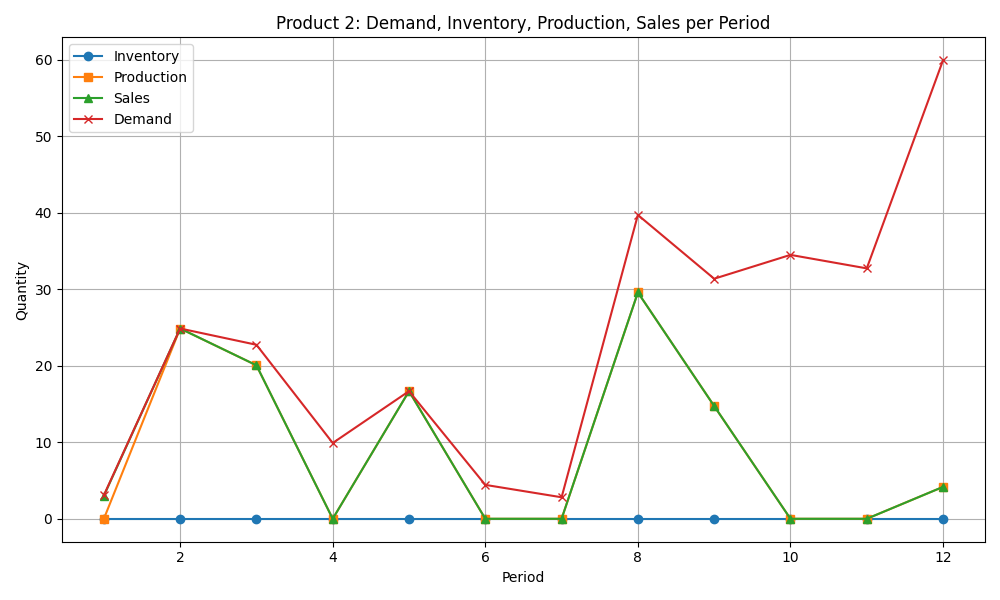 Product 2: Demand, Inventory, Production, Sales per Period
Inventory
Production
Sales
Demand
60
50
40
30
20
10
0
Quantity
2 4 6 8 10 12
Period